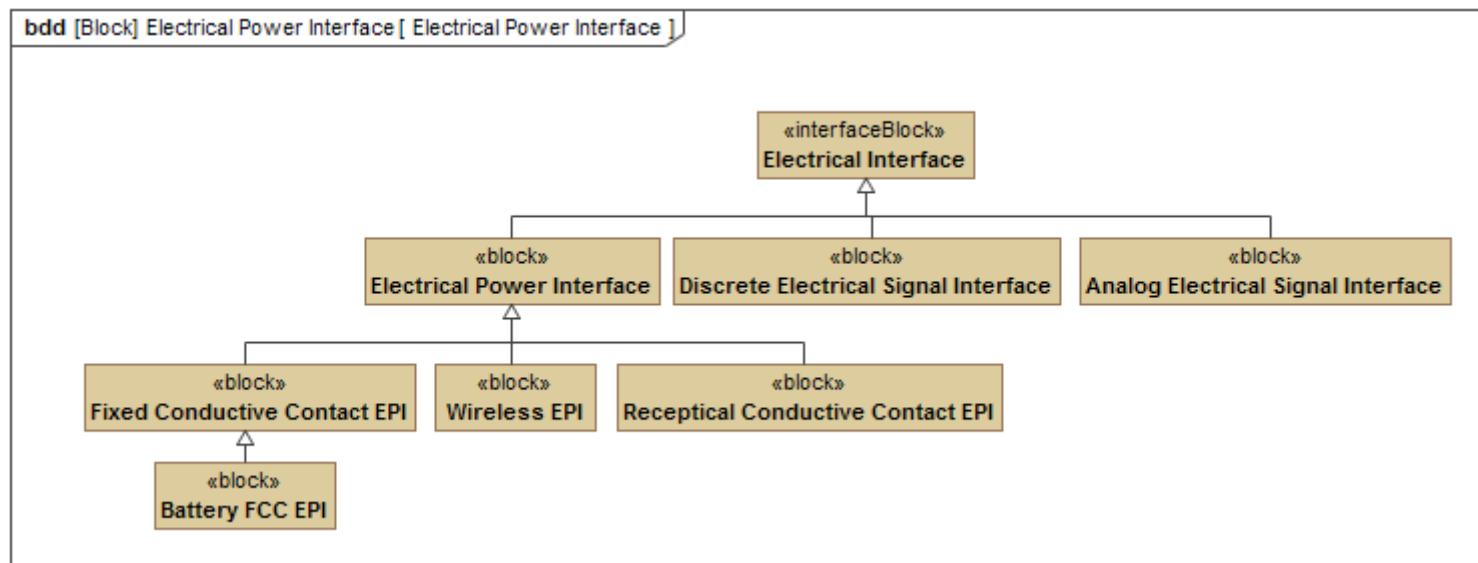 bdd [Block] Electrical Power Interface [ Electrical Power Interface ]
«interfaceBlock»
Electrical Interface
«block»
Electrical Power Interface
«block»
Discrete Electrical Signal Interface
«block»
Analog Electrical Signal Interface
«block»
Fixed Conductive Contact EPI
«block»
Wireless EPI
«block»
Receptical Conductive Contact EPI
«block»
Battery FCC EPI